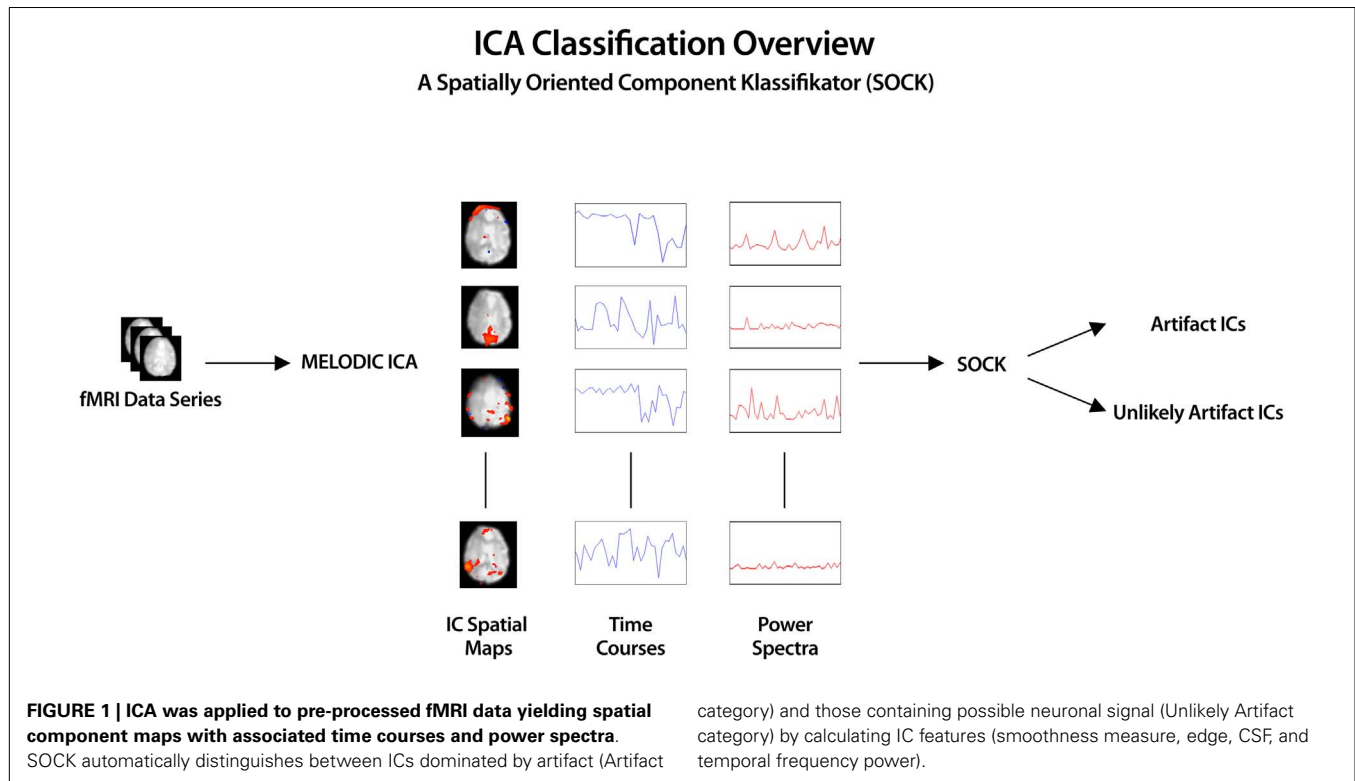 ICA Classification Overview
A Spatially Oriented Component Klassifikator (SOCK)
fMRI Data Series
MELODIC ICA
IC Spatial
Maps
Time
Courses
Power
Spectra
SOCK
Artifact ICs
Unlikely Artifact ICs
FIGURE 1 | ICA was applied to pre-processed fMRI data yielding spatial
component maps with associated time courses and power spectra.
SOCK automatically distinguishes between ICs dominated by artifact (Artifact
category) and those containing possible neuronal signal (Unlikely Artifact
category) by calculating IC features (smoothness measure, edge, CSF, and
temporal frequency power).